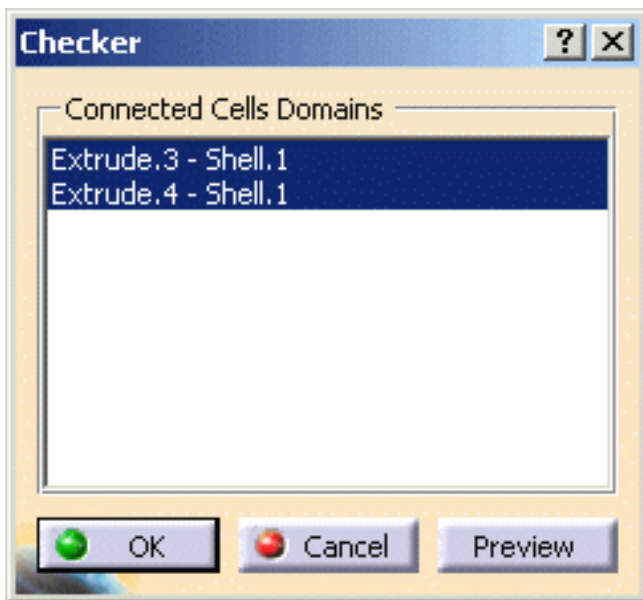 Checker
Connected Cells Domains
Extrude.3 - Shell.1
Extrude.4 - Shell.1
OK Cancel Preview